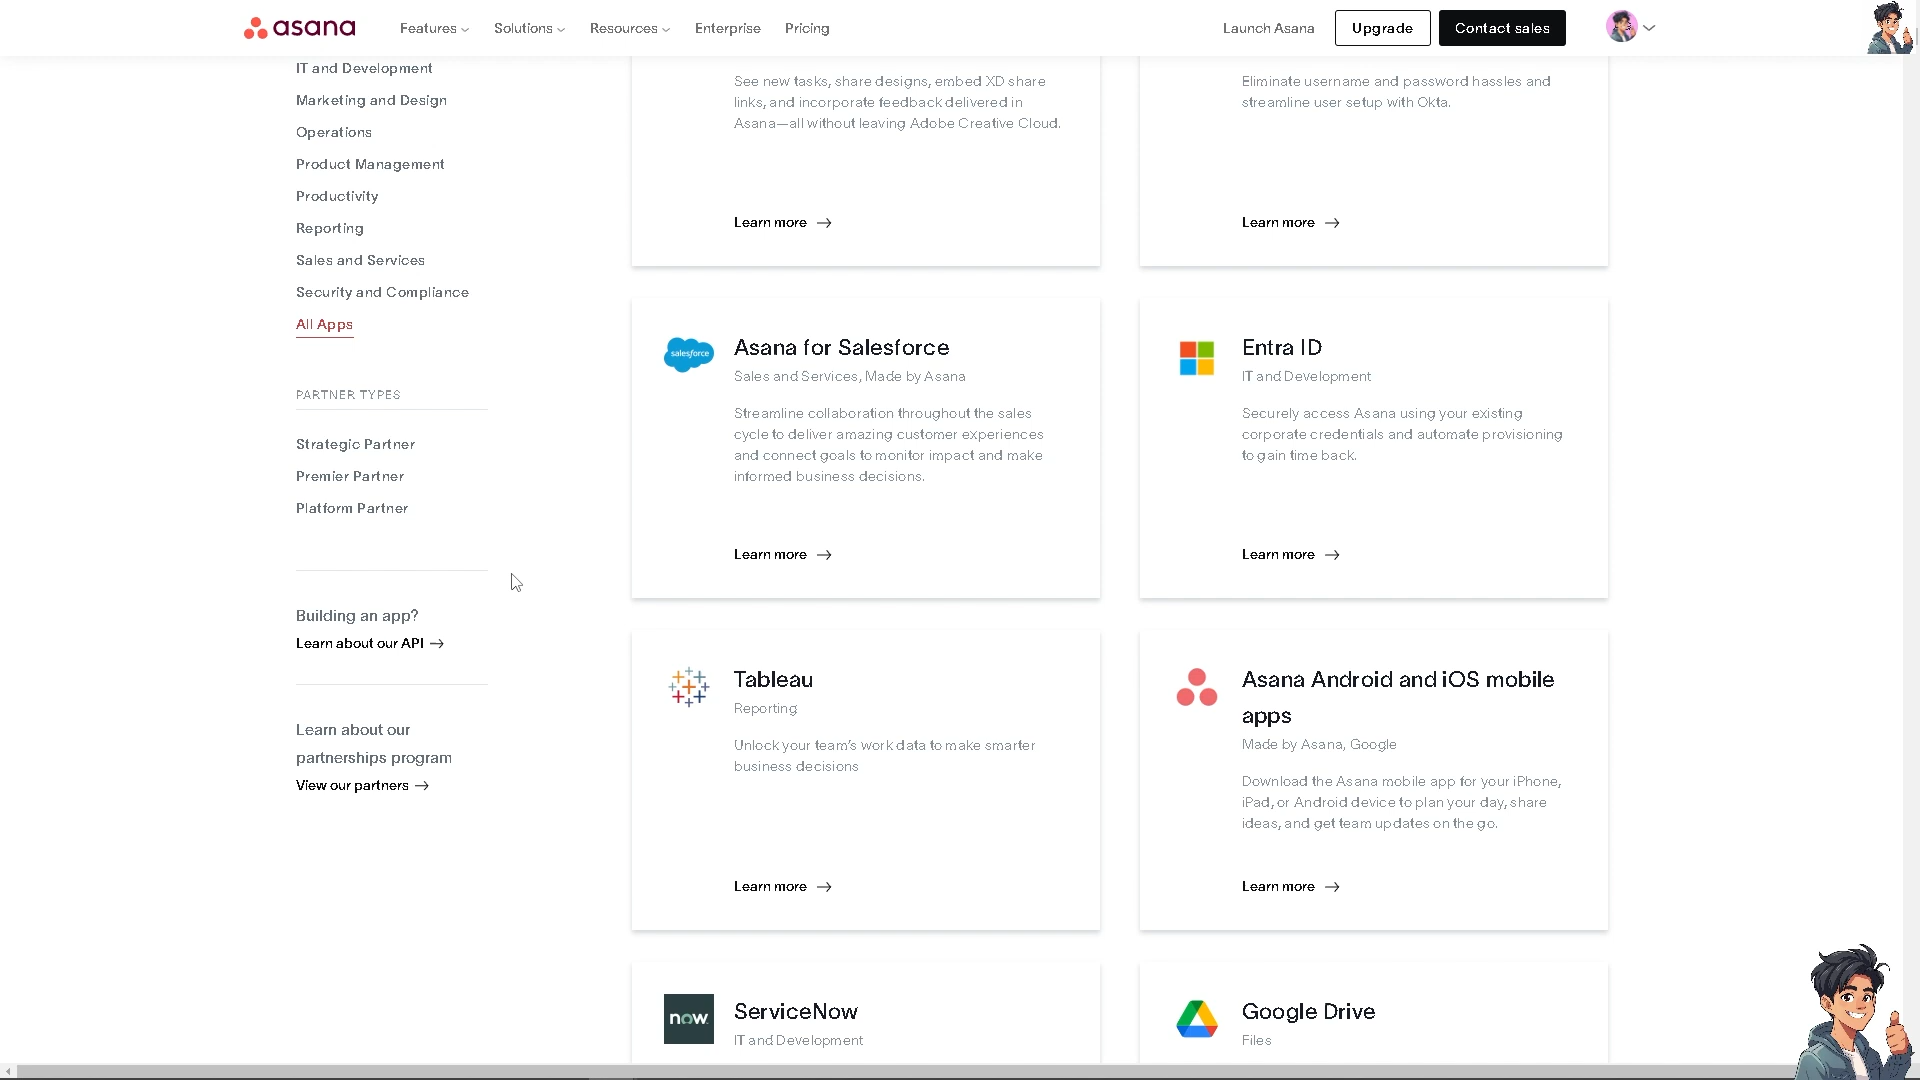 asana
Features
Solutions
Resources
Enterprise
Pricing
Launch Asana
Upgrade
Contact sales
IT and Development
Marketing and Design
Operations
Product Management
Productivity
Reporting
Sales and Services
Security and Compliance
All Apps
PARTNER TYPES
Strategic Partner
Premier Partner
Platform Partner
Building an app?
Learn about our API →
Learn about our
partnerships program
View our partners →
See new tasks, share designs, embed XD share
links, and incorporate feedback delivered in
Asana—all without leaving Adobe Creative Cloud.
Learn more →
Eliminate username and password hassles and
streamline user setup with Okta.
Learn more →
salesforce
Asana for Salesforce
Sales and Services, Made by Asana
Streamline collaboration throughout the sales
cycle to deliver amazing customer experiences
and connect goals to monitor impact and make
informed business decisions.
Learn more →
Entra ID
IT and Development
Securely access Asana using your existing
corporate credentials and automate provisioning
to gain time back.
Learn more →
Tableau
Reporting
Unlock your team's work data to make smarter
business decisions
Learn more →
Asana Android and iOS mobile
apps
Made by Asana, Google
Download the Asana mobile app for your iPhone,
iPad, or Android device to plan your day, share
ideas, and get team updates on the go.
Learn more →
now.
ServiceNow
IT and Development
Google Drive
Files